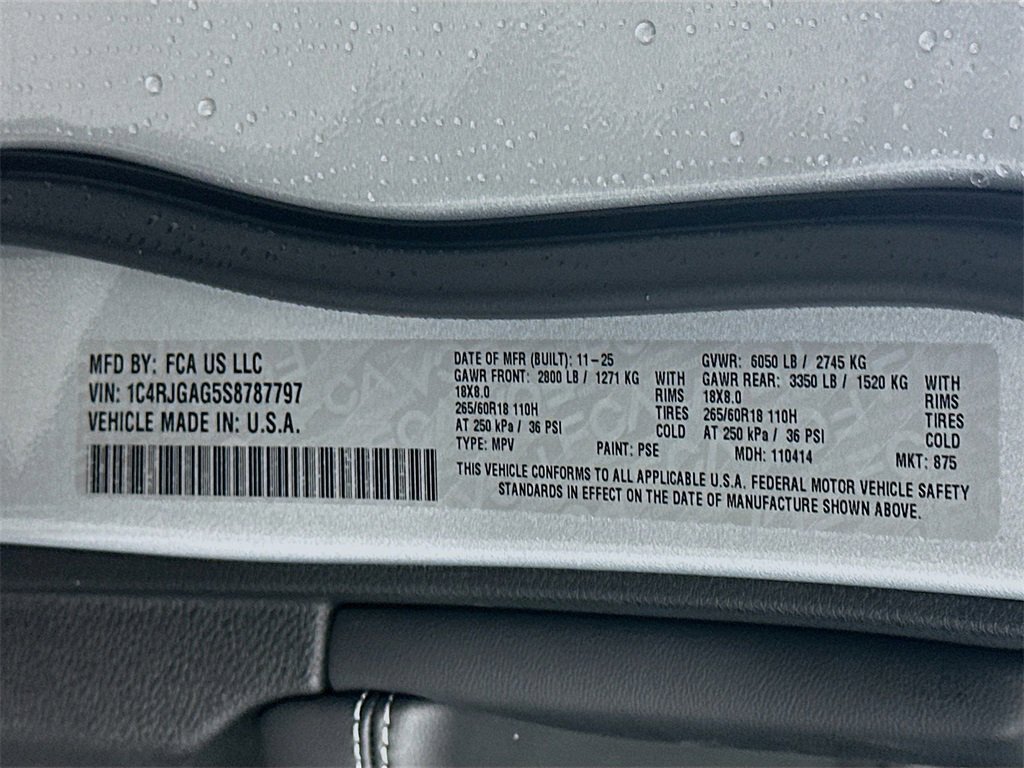 MFD BY: FCA US LLC
VIN: 1C4RJGAG5S8787797
VEHICLE MADE IN: U.S.A.
DATE OF MFR (BUILT): 11-25
GAWR FRONT: 2800 LB / 1271 KG
18X8.0
265/60R18 110H
AT 250 kPa / 36 PSI
TYPE: MPV
WITH
RIMS
TIRES
COLD
PAINT: PSE
GVWR: 6050 LB / 2745 KG
GAWR REAR: 3350 LB / 1520 KG
18X8.0
265/60R18 110H
AT 250 kPa / 36 PSI
WITH
RIMS
TIRES
COLD
MDH: 110414
MKT: 875
THIS VEHICLE CONFORMS TO ALL APPLICABLE U.S.A. FEDERAL MOTOR VEHICLE SAFETY
STANDARDS IN EFFECT ON THE DATE OF MANUFACTURE SHOWN ABOVE.